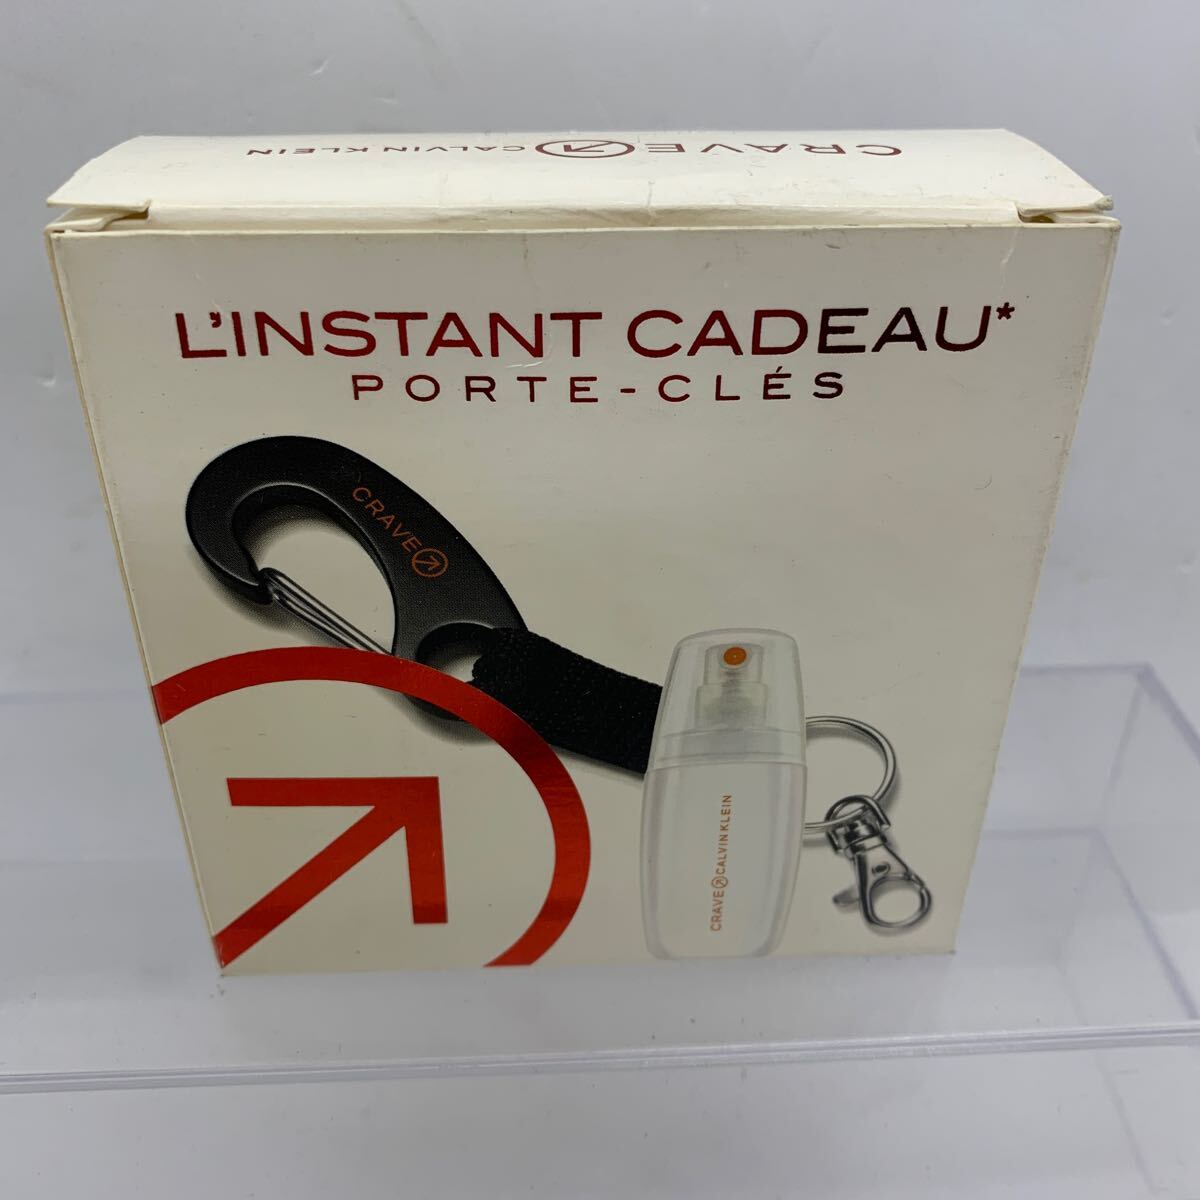 CRAVE CALVIN KLEIN
L'INSTANT CADEAU*
PORTE-CLÉS
CRAVE
CRAVE CALVIN KLEIN